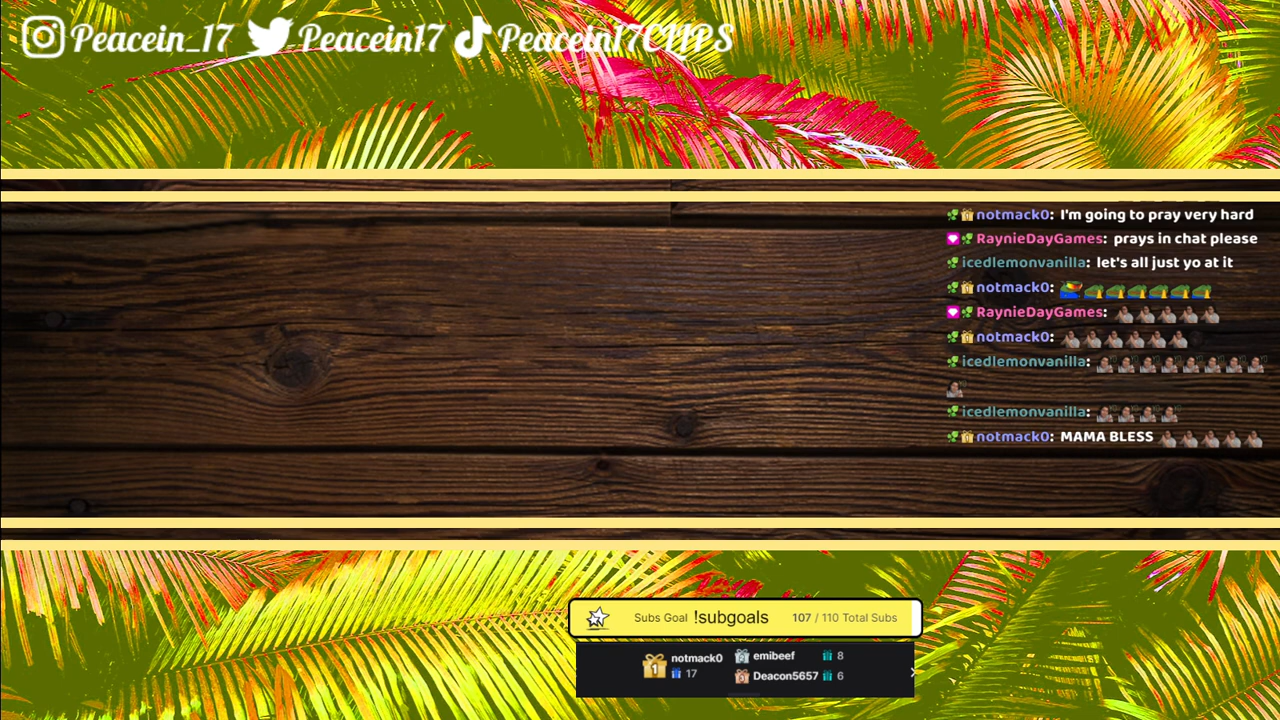 Peacein_17 Peacein17 Peacein17ClIPS
notmack0: I'm going to pray very hard
RaynieDayGames: prays in chat please
icedlemonvanilla: let's all just yo at it
notmack0:
RaynieDayGames:
notmack0:
icedlemonvanilla:
icedlemonvanilla:
notmack0: MAMA BLESS
Subs Goal !subgoals 107 / 110 Total Subs
1 notmack0 17
emibeef 8
Deacon5657 6